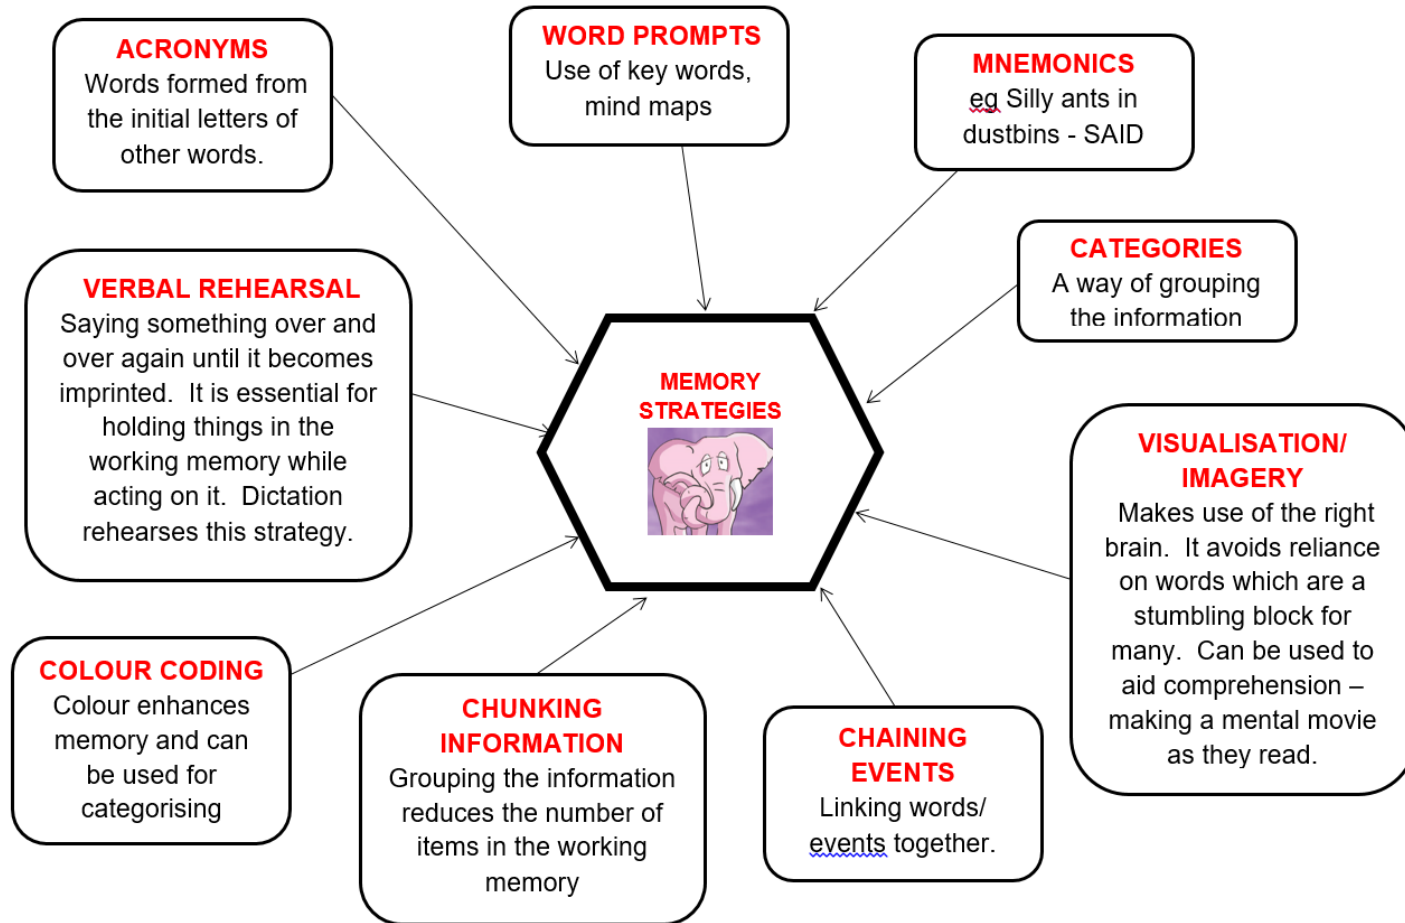 ACRONYMS
Words formed from
the initial letters of
other words.
WORD PROMPTS
Use of key words,
mind maps
MNEMONICS
eg Silly ants in
dustbins - SAID
CATEGORIES
A way of grouping
the information
VERBAL REHEARSAL
Saying something over and
over again until it becomes
imprinted.  It is essential for
holding things in the
working memory while
acting on it.  Dictation
rehearses this strategy.
MEMORY
STRATEGIES
VISUALISATION/
IMAGERY
Makes use of the right
brain.  It avoids reliance
on words which are a
stumbling block for
many.  Can be used to
aid comprehension –
making a mental movie
as they read.
COLOUR CODING
Colour enhances
memory and can
be used for
categorising
CHUNKING
INFORMATION
Grouping the information
reduces the number of
items in the working
memory
CHAINING
EVENTS
Linking words/
events together.